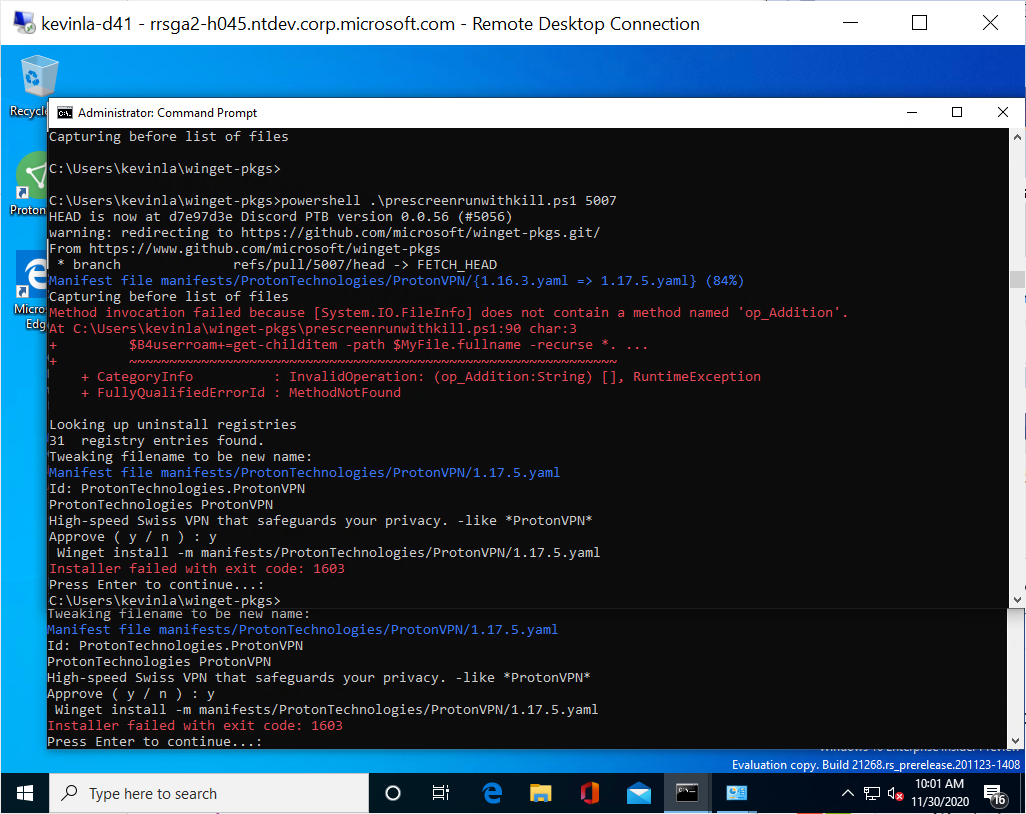 kevinla-d41 - rrsga2-h045.ntdev.corp.microsoft.com - Remote Desktop Connection
Recycle
Administrator: Command Prompt
Capturing before list of files
C:\Users\kevinla\winget-pkgs>
C:\Users\kevinla\winget-pkgs>powershell .\prescreenrunwithkill.ps1 5007
HEAD is now at d7e97d3e Discord PTB version 0.0.56 (#5056)
warning: redirecting to https://github.com/microsoft/winget-pkgs.git/
From https://www.github.com/microsoft/winget-pkgs
* branch            refs/pull/5007/head -> FETCH_HEAD
Manifest file manifests/ProtonTechnologies/ProtonVPN/{1.16.3.yaml => 1.17.5.yaml} (84%)
Capturing before list of files
Method invocation failed because [System.IO.FileInfo] does not contain a method named 'op_Addition'.
At C:\Users\kevinla\winget-pkgs\prescreenrunwithkill.ps1:90 char:3
+         $B4userroam+=get-childitem -path $MyFile.fullname -recurse *. ...
+         ~~~~~~~~~~~~~~~~~~~~~~~~~~~~~~~~~~~~~~~~~~~~~~~~~~~~~~~~~~~~~
+ CategoryInfo          : InvalidOperation: (op_Addition:String) [], RuntimeException
+ FullyQualifiedErrorId : MethodNotFound
Looking up uninstall registries
31  registry entries found.
Tweaking filename to be new name:
Manifest file manifests/ProtonTechnologies/ProtonVPN/1.17.5.yaml
Id: ProtonTechnologies.ProtonVPN
ProtonTechnologies ProtonVPN
High-speed Swiss VPN that safeguards your privacy. -like *ProtonVPN*
Approve ( y / n ) : y
Winget install -m manifests/ProtonTechnologies/ProtonVPN/1.17.5.yaml
Installer failed with exit code: 1603
Press Enter to continue...:
C:\Users\kevinla\winget-pkgs>
Proton
Micro
Edg
Tweaking filename to be new name:
Manifest file manifests/ProtonTechnologies/ProtonVPN/1.17.5.yaml
Id: ProtonTechnologies.ProtonVPN
ProtonTechnologies ProtonVPN
High-speed Swiss VPN that safeguards your privacy. -like *ProtonVPN*
Approve ( y / n ) : y
Winget install -m manifests/ProtonTechnologies/ProtonVPN/1.17.5.yaml
Installer failed with exit code: 1603
Press Enter to continue...:
Windows 10 Enterprise Insider Preview
Evaluation copy. Build 21268.rs_prerelease.201123-1408
Type here to search
10:01 AM
11/30/2020
16